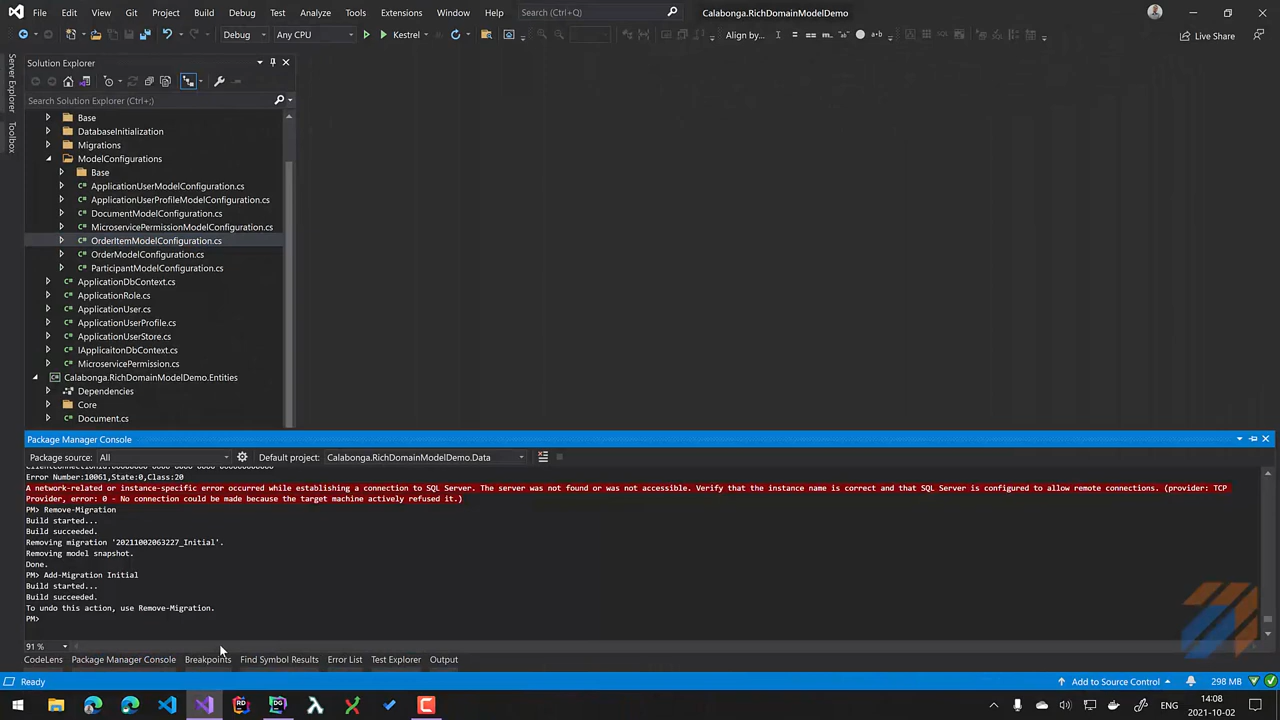 File Edit View Git Project Build Debug Test Analyze Tools Extensions Window Help Search (Ctrl+Q) Calabonga.RichDomainModelDemo
Debug Any CPU Kestrel Align by... Live Share
Server Explorer
Toolbox
Solution Explorer
Search Solution Explorer (Ctrl+;)
Base
DatabaseInitialization
Migrations
ModelConfigurations
Base
ApplicationUserModelConfiguration.cs
ApplicationUserProfileModelConfiguration.cs
DocumentModelConfiguration.cs
MicroservicePermissionModelConfiguration.cs
OrderItemModelConfiguration.cs
OrderModelConfiguration.cs
ParticipantModelConfiguration.cs
ApplicationDbContext.cs
ApplicationRole.cs
ApplicationUser.cs
ApplicationUserProfile.cs
ApplicationUserStore.cs
IApplicaitonDbContext.cs
MicroservicePermission.cs
Calabonga.RichDomainModelDemo.Entities
Dependencies
Core
Document.cs
Package Manager Console
Package source: All Default project: Calabonga.RichDomainModelDemo.Data
Error Number:10061,State:0,Class:20
A network-related or instance-specific error occurred while establishing a connection to SQL Server. The server was not found or was not accessible. Verify that the instance name is correct and that SQL Server is configured to allow remote connections. (provider: TCP
Provider, error: 0 - No connection could be made because the target machine actively refused it.)
PM> Remove-Migration
Build started...
Build succeeded.
Removing migration '20211002063227_Initial'.
Removing model snapshot.
Done.
PM> Add-Migration Initial
Build started...
Build succeeded.
To undo this action, use Remove-Migration.
PM>
91 %
CodeLens Package Manager Console Breakpoints Find Symbol Results Error List Test Explorer Output
Ready Add to Source Control 298 MB
ENG 14:08
2021-10-02